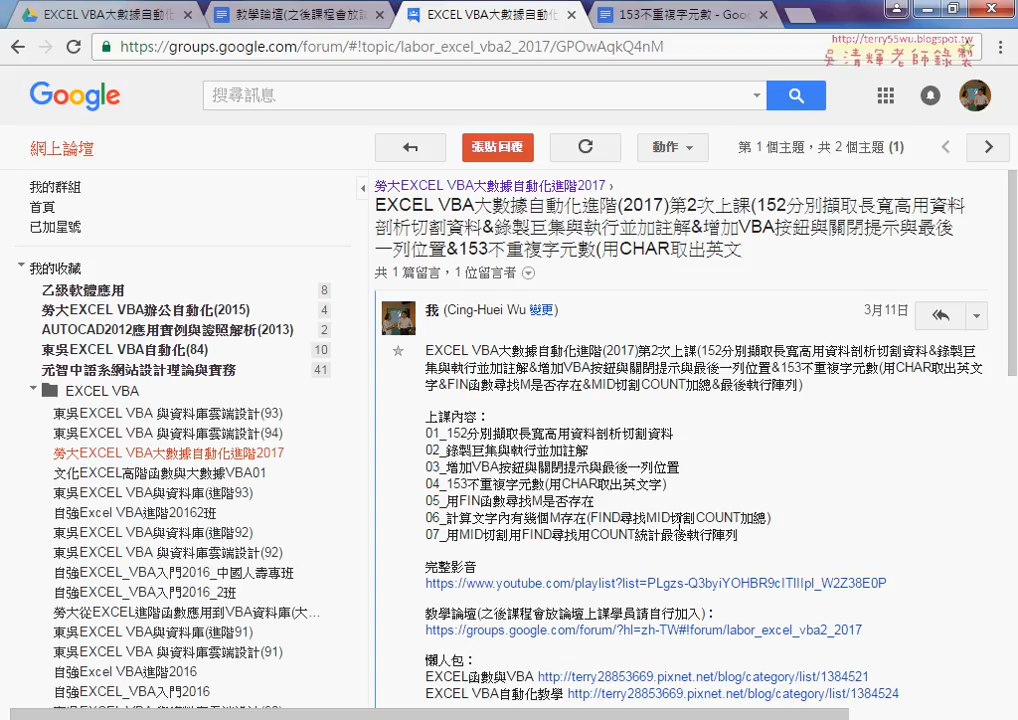 EXCEL VBA大數據自動化
教學論壇(之後課程會放論
EXCEL VBA大數據自動化
153不重複字元數 - Goo
https://groups.google.com/forum/#!topic/labor_excel_vba2_2017/GPOwAqkQ4nM
http://terry55wu.blogspot.tw
吳清輝老師錄製
Google
搜尋訊息
網上論壇
張貼回覆
動作
第 1 個主題，共 2 個主題 (1)
我的群組
首頁
已加星號
我的收藏
乙級軟體應用 8
勞大EXCEL VBA辦公自動化(2015) 4
AUTOCAD2012應用實例與證照解析(2013) 2
東吳EXCEL VBA自動化(84) 10
元智中語系網站設計理論與實務 41
EXCEL VBA
東吳EXCEL VBA 與資料庫雲端設計(93)
東吳EXCEL VBA 與資料庫雲端設計(94)
勞大EXCEL VBA大數據自動化進階2017
文化EXCEL高階函數與大數據VBA01
東吳EXCEL VBA與資料庫(進階93)
自強Excel VBA進階20162班
東吳EXCEL VBA與資料庫(進階92)
東吳EXCEL VBA 與資料庫雲端設計(92)
自強EXCEL_VBA入門2016_中國人壽專班
自強EXCEL_VBA入門2016_2班
勞大從EXCEL進階函數應用到VBA資料庫(大...
東吳EXCEL VBA與資料庫(進階91)
東吳EXCEL VBA 與資料庫雲端設計(91)
自強Excel VBA進階2016
自強EXCEL_VBA入門2016
勞大EXCEL VBA大數據自動化進階2017 ›
EXCEL VBA大數據自動化進階(2017)第2次上課(152分別擷取長寬高用資料
剖析切割資料&錄製巨集與執行並加註解&增加VBA按鈕與關閉提示與最後
一列位置&153不重複字元數(用CHAR取出英文
共 1 篇留言，1 位留言者
我 (Cing-Huei Wu 變更)
3月11日
EXCEL VBA大數據自動化進階(2017)第2次上課(152分別擷取長寬高用資料剖析切割資料&錄製巨
集與執行並加註解&增加VBA按鈕與關閉提示與最後一列位置&153不重複字元數(用CHAR取出英文
字&FIN函數尋找M是否存在&MID切割COUNT加總&最後執行陣列)
上課內容：
01_152分別擷取長寬高用資料剖析切割資料
02_錄製巨集與執行並加註解
03_增加VBA按鈕與關閉提示與最後一列位置
04_153不重複字元數(用CHAR取出英文字)
05_用FIN函數尋找M是否存在
06_計算文字內有幾個M存在(FIND尋找MID切割COUNT加總)
07_用MID切割用FIND尋找用COUNT統計最後執行陣列
完整影音
https://www.youtube.com/playlist?list=PLgzs-Q3byiYOHBR9cITIIIpl_W2Z38E0P
教學論壇(之後課程會放論壇上課學員請自行加入)：
https://groups.google.com/forum/?hl=zh-TW#!forum/labor_excel_vba2_2017
懶人包：
EXCEL函數與VBA http://terry28853669.pixnet.net/blog/category/list/1384521
EXCEL VBA自動化教學 http://terry28853669.pixnet.net/blog/category/list/1384524